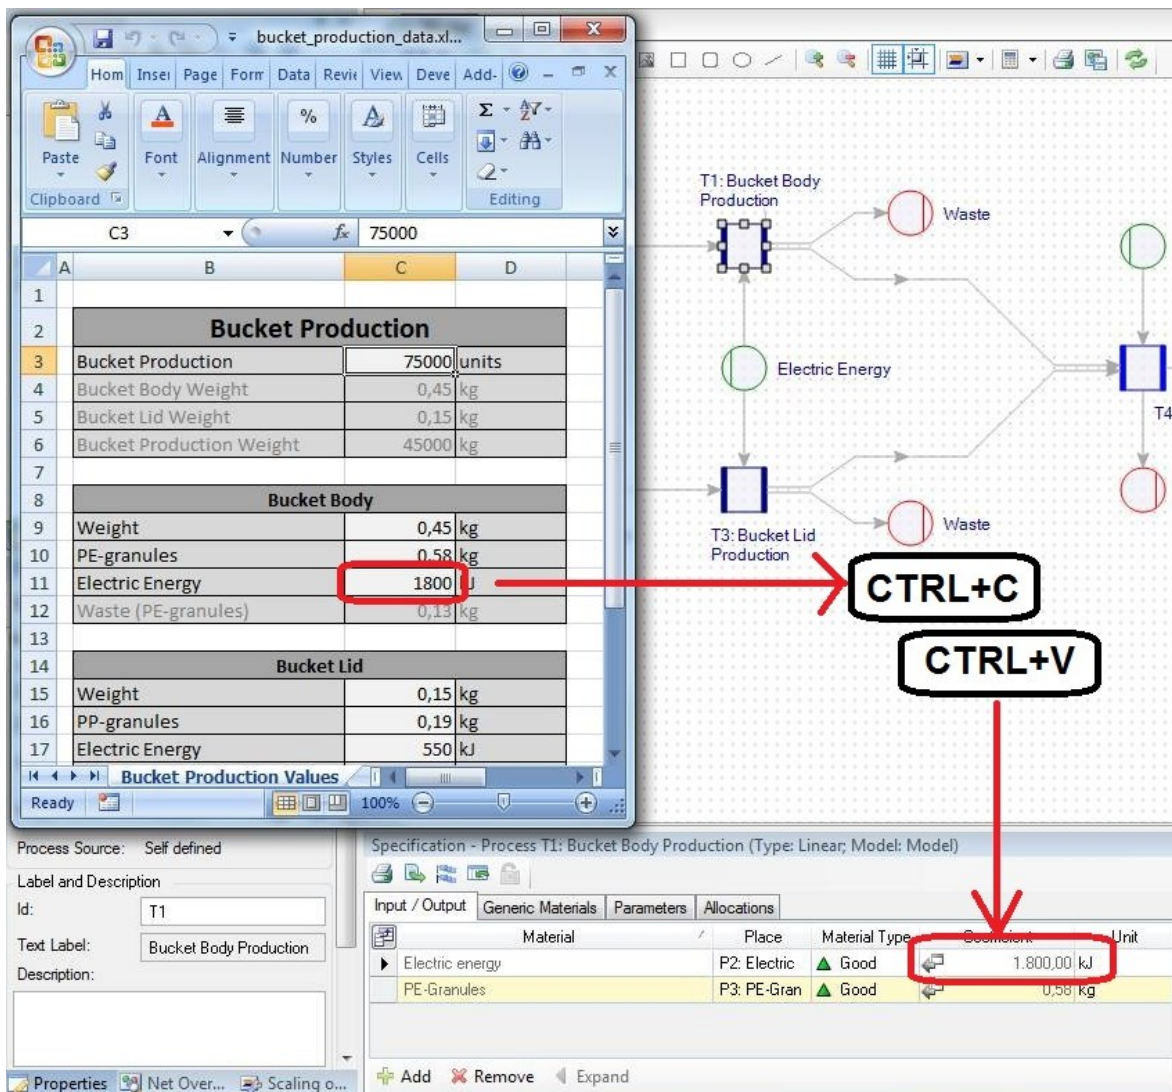 bucket_production_data.xl...
Hom Inser Page Form Data Revie View Deve Add-
Paste Font Alignment Number Styles Cells
Clipboard Editing
C3 fx 75000
A B C D
1
2 Bucket Production
3 Bucket Production 75000 units
4 Bucket Body Weight 0,45 kg
5 Bucket Lid Weight 0,15 kg
6 Bucket Production Weight 45000 kg
7
8 Bucket Body
9 Weight 0,45 kg
10 PE-granules 0,58 kg
11 Electric Energy 1800
12 Waste (PE-granules) 0,13 kg
13
14 Bucket Lid
15 Weight 0,15 kg
16 PP-granules 0,19 kg
17 Electric Energy 550 kJ
Bucket Production Values
Ready 100%
T1: Bucket Body
Production
Waste
Electric Energy
T4
T3: Bucket Lid
Production
Waste
CTRL+C
CTRL+V
Process Source: Self defined
Label and Description
Id: T1
Text Label: Bucket Body Production
Description:
Properties Net Over... Scaling o...
Specification - Process T1: Bucket Body Production (Type: Linear; Model: Model)
Input / Output Generic Materials Parameters Allocations
Material Place Material Type Coefficient Unit
Electric energy P2: Electric Good 1.800,00 kJ
PE-Granules P3: PE-Gran Good 0,58 kg
Add Remove Expand